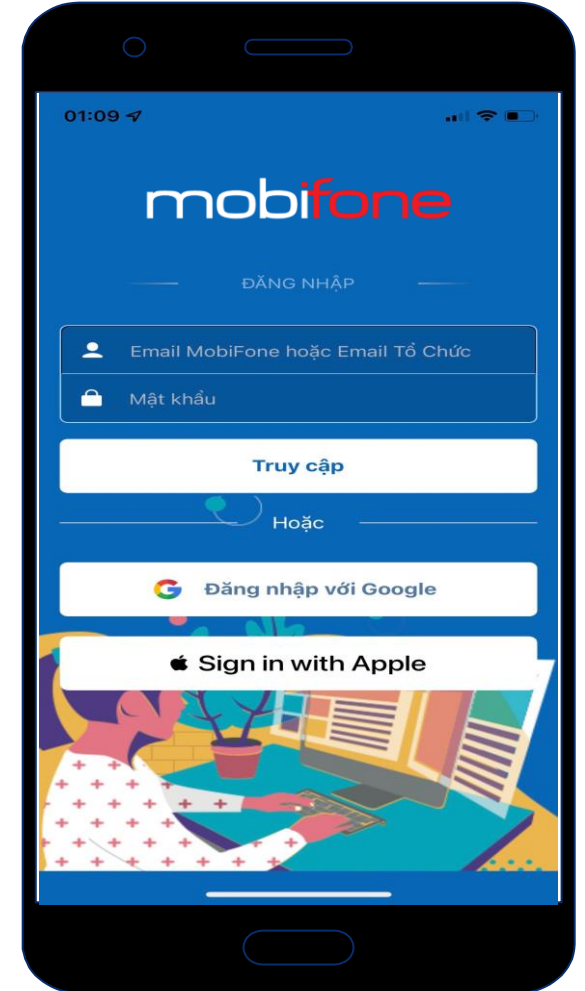 01:09
mobifone
ĐĂNG NHẬP
Email MobiFone hoặc Email Tổ Chức
Mật khẩu
Truy cập
Hoặc
Đăng nhập với Google
Sign in with Apple